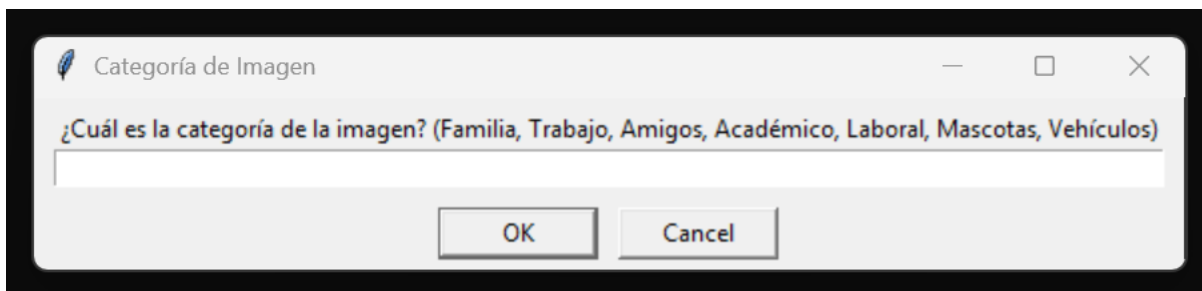 Categoría de Imagen
¿Cuál es la categoría de la imagen? (Familia, Trabajo, Amigos, Académico, Laboral, Mascotas, Vehículos)
OK
Cancel